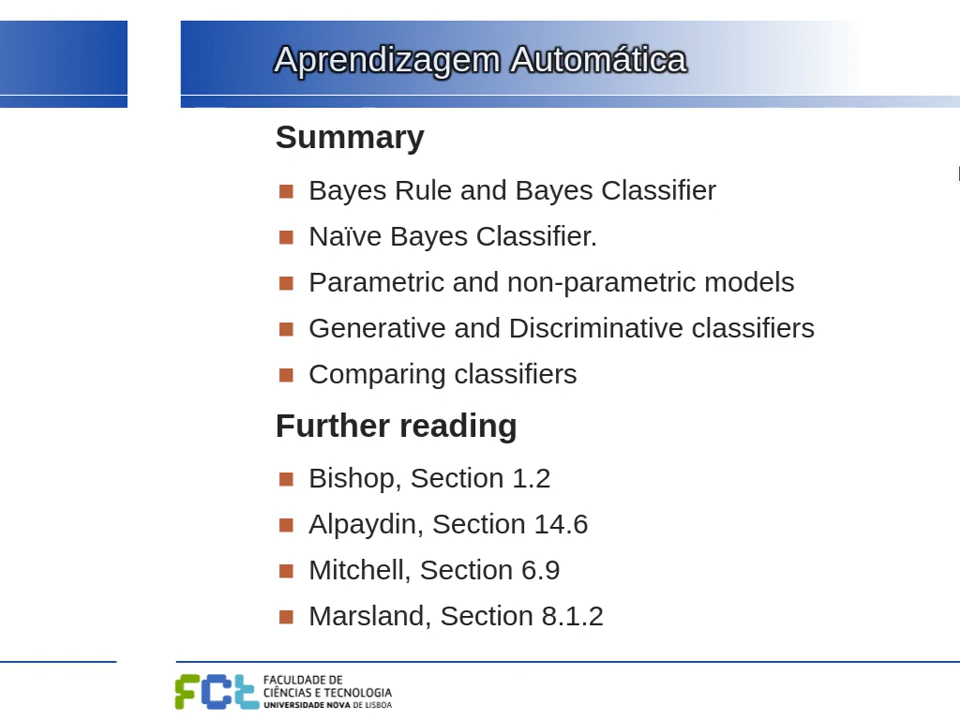 Aprendizagem Automática
Summary
Bayes Rule and Bayes Classifier
Naïve Bayes Classifier.
Parametric and non-parametric models
Generative and Discriminative classifiers
Comparing classifiers
Further reading
Bishop, Section 1.2
Alpaydin, Section 14.6
Mitchell, Section 6.9
Marsland, Section 8.1.2
FCT
FACULDADE DE
CIÊNCIAS E TECNOLOGIA
UNIVERSIDADE NOVA DE LISBOA